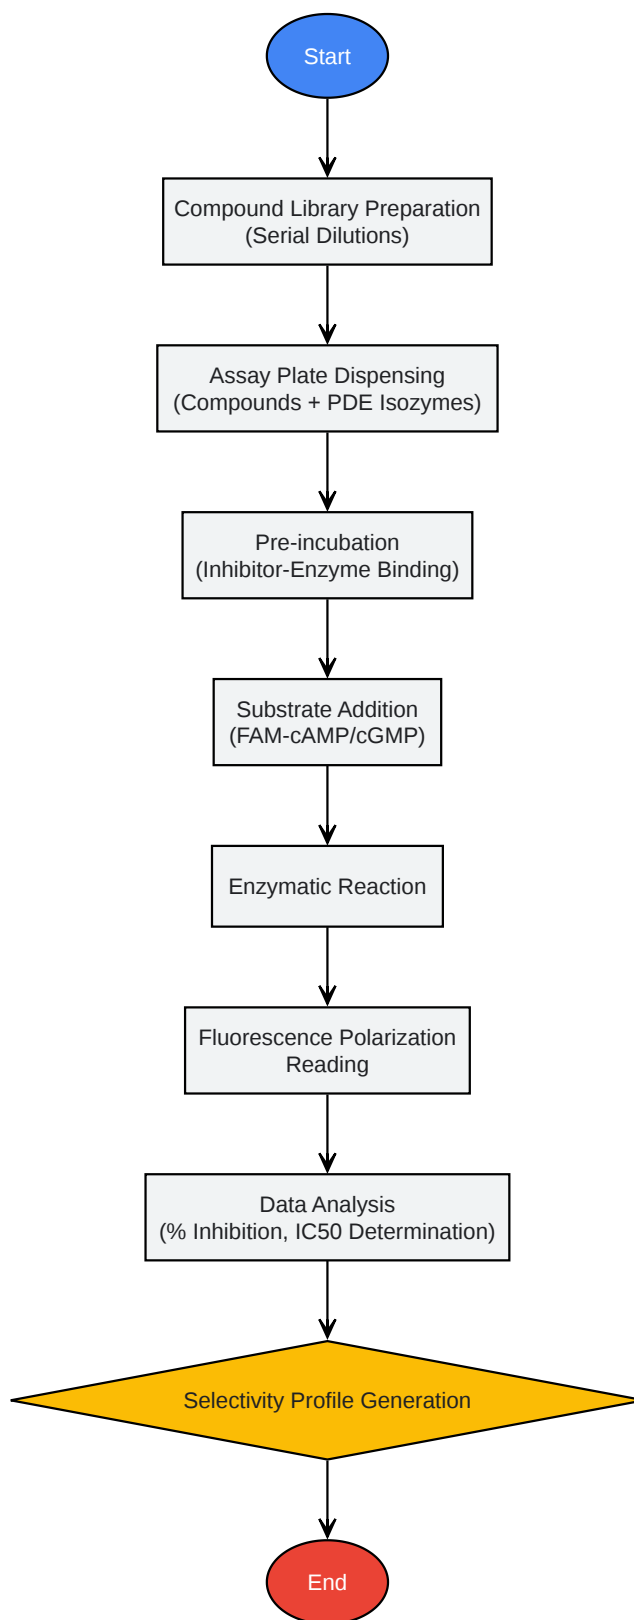 Start
Compound Library Preparation
(Serial Dilutions)
Assay Plate Dispensing
(Compounds + PDE Isozymes)
Pre-incubation
(Inhibitor-Enzyme Binding)
Substrate Addition
(FAM-cAMP/cGMP)
Enzymatic Reaction
Fluorescence Polarization
Reading
Data Analysis
(% Inhibition, IC50 Determination)
Selectivity Profile Generation
End